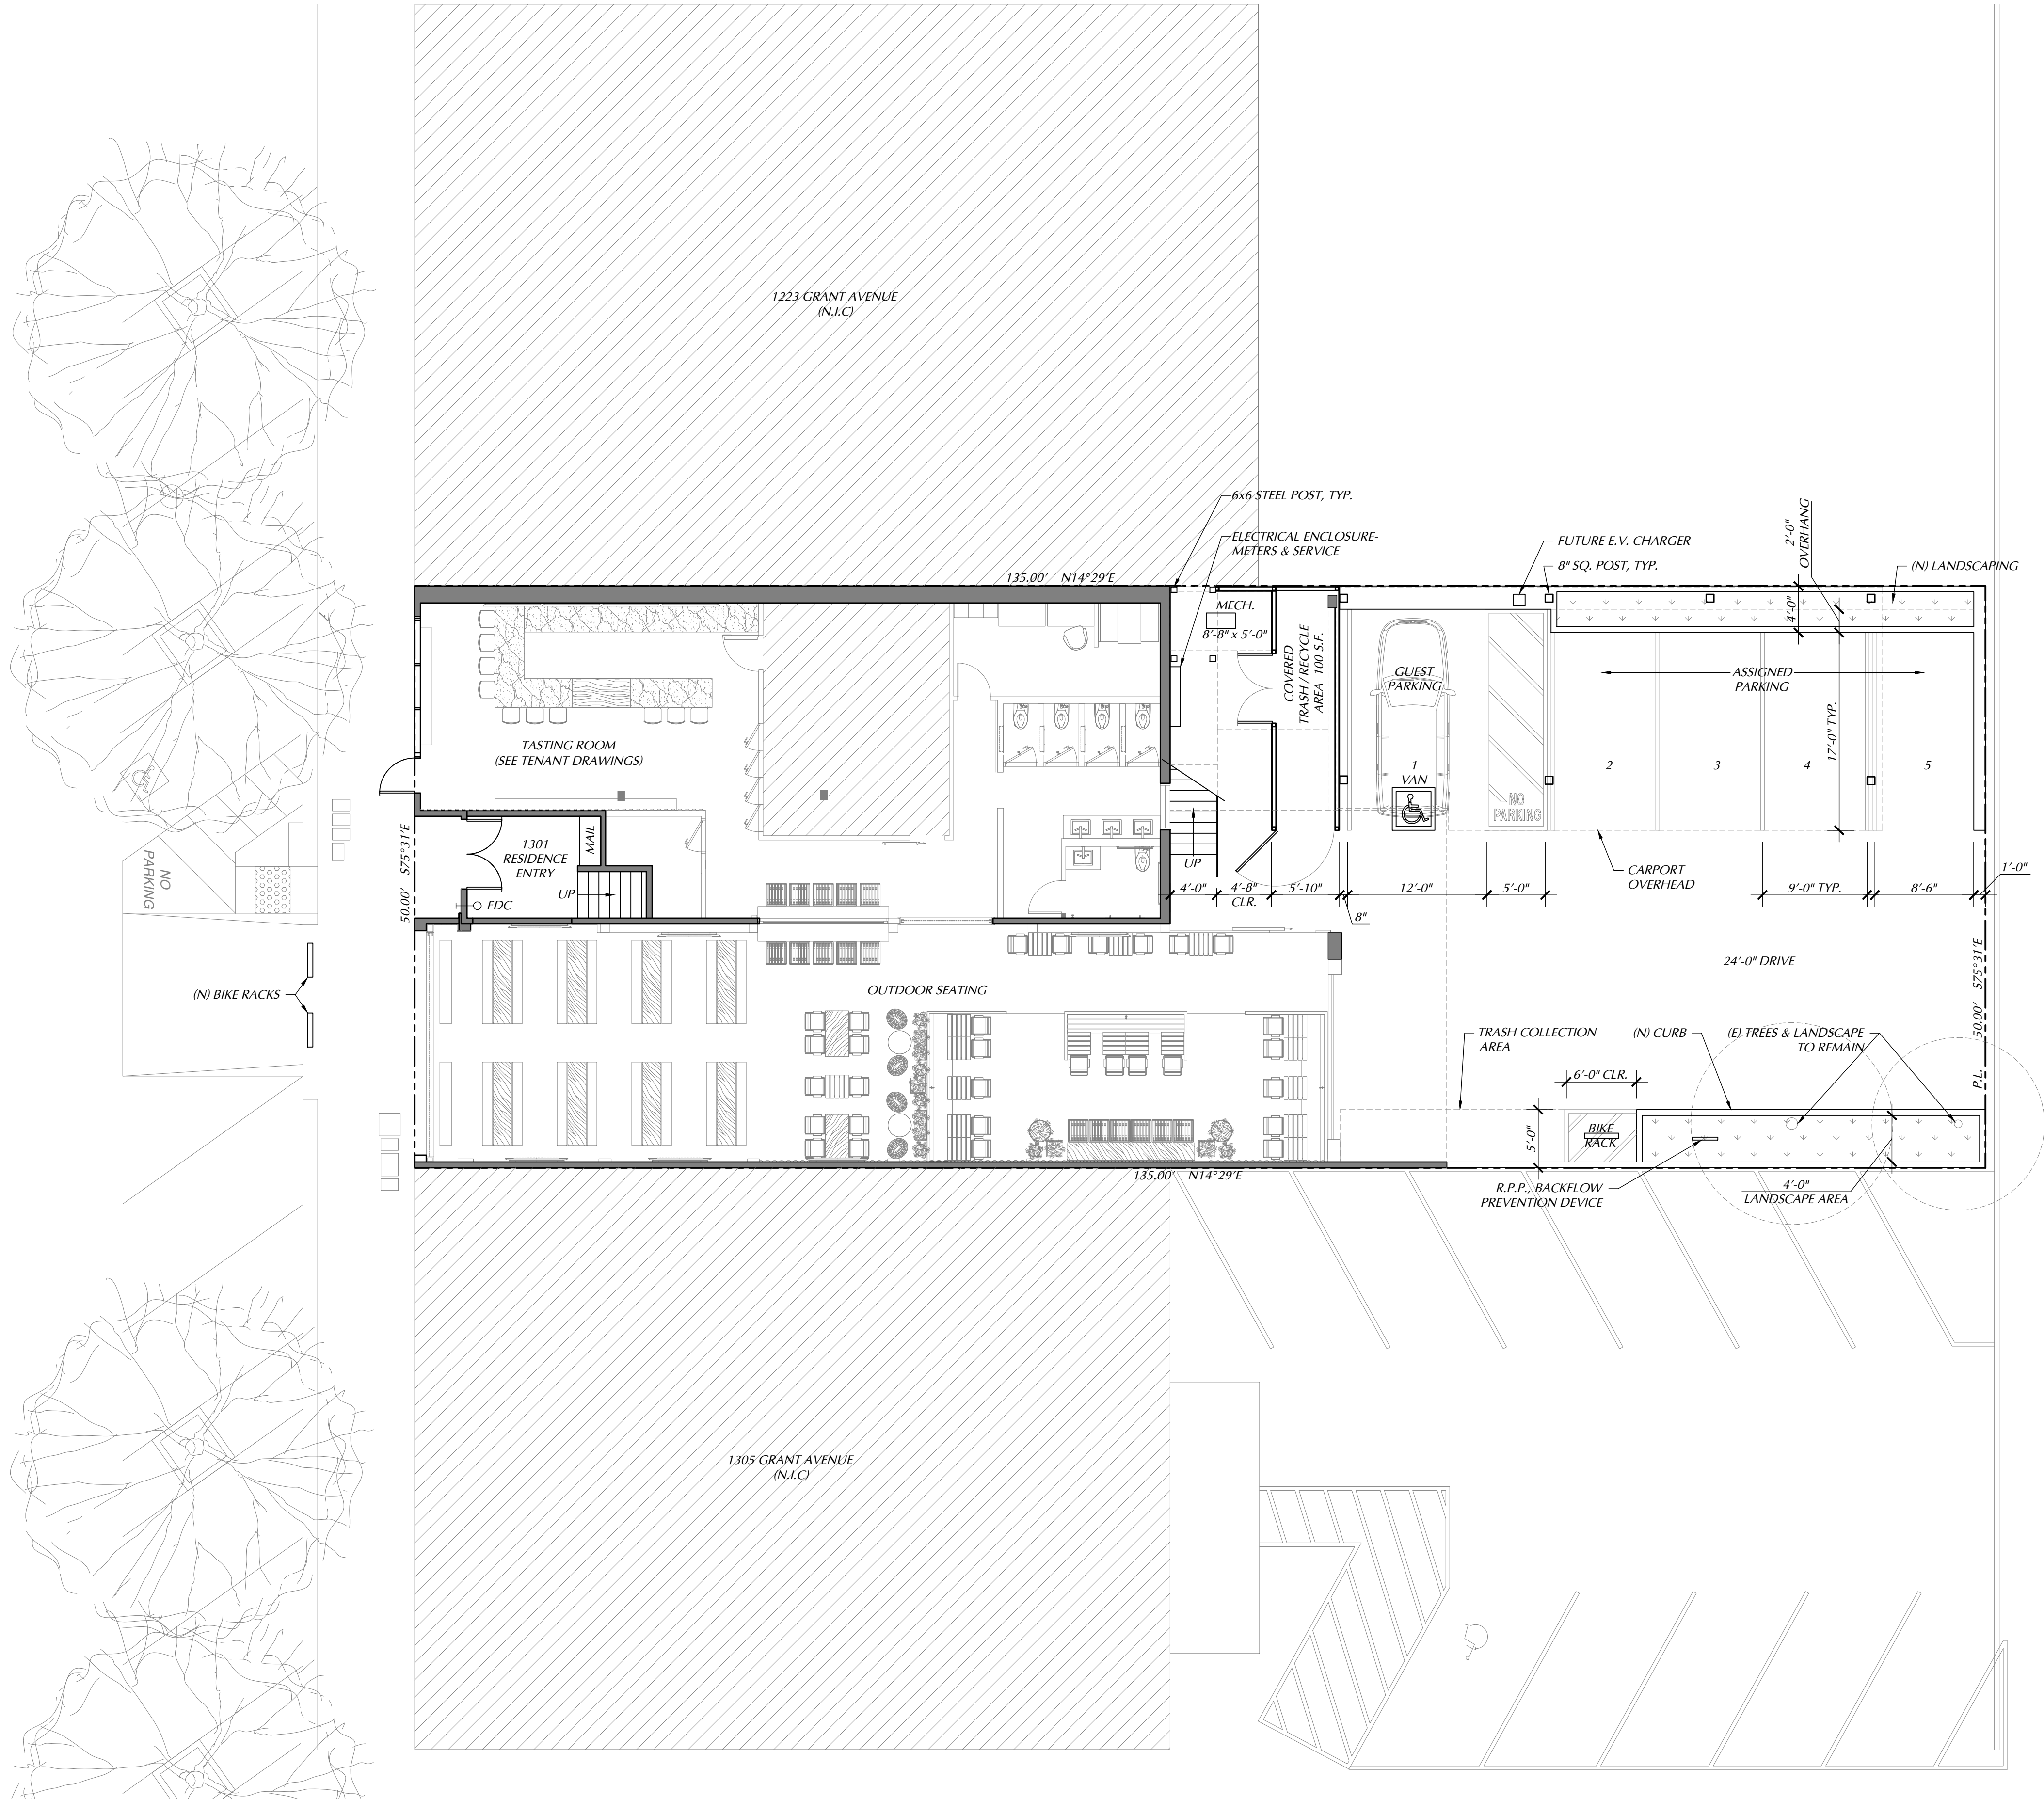 1223 GRANT AVENUE
(N.I.C)
6x6 STEEL POST, TYP.
ELECTRICAL ENCLOSURE-
METERS & SERVICE
FUTURE E.V. CHARGER
8" SQ. POST, TYP.
2'-0"
OVERHANG
(N) LANDSCAPING
135.00'   N14°29'E
MECH.
8'-8" x 5'-0"
4'-0"
COVERED
TRASH / RECYCLE
AREA  100 S.F.
GUEST
PARKING
ASSIGNED
PARKING
17'-0" TYP.
TASTING ROOM
(SEE TENANT DRAWINGS)
1
VAN
2
3
4
5
NO
PARKING
NO
PARKING
50.00'   S75°31'E
1301
RESIDENCE
ENTRY
MAIL
UP
FDC
UP
4'-0"
4'-8"
CLR.
5'-10"
8"
12'-0"
5'-0"
CARPORT
OVERHEAD
9'-0" TYP.
8'-6"
1'-0"
24'-0" DRIVE
50.00'   S75°31'E
P.L.
(N) BIKE RACKS
OUTDOOR SEATING
TRASH COLLECTION
AREA
(N) CURB
(E) TREES & LANDSCAPE
TO REMAIN
6'-0" CLR.
5'-0"
BIKE
RACK
135.00'   N14°29'E
R.P.P., BACKFLOW
PREVENTION DEVICE
4'-0"
LANDSCAPE AREA
1305 GRANT AVENUE
(N.I.C)